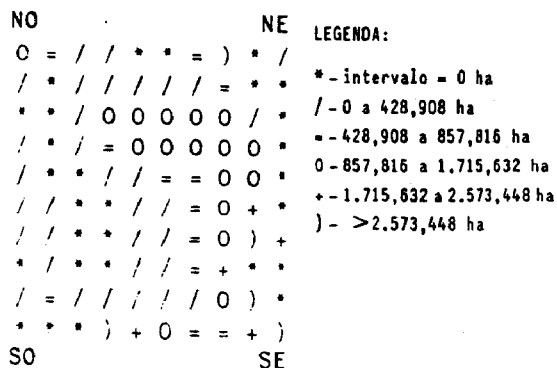 NO NE
O = / / * * = ) * /
/ * / / / / / = * *
* * / O O O O O / *
/ * / = O O O O O *
/ * * / / = = O O *
/ / * * / / = O + *
/ / * * / / = O ) +
* / * * / / = + * *
/ = / / / / / O ) *
* * * ) + O = = + )
SO SE
LEGENDA:
* - intervalo = 0 ha
/ - 0 a 428,908 ha
= - 428,908 a 857,816 ha
O - 857,816 a 1.715,632 ha
+ - 1.715,632 a 2.573,448 ha
) - > 2.573,448 ha